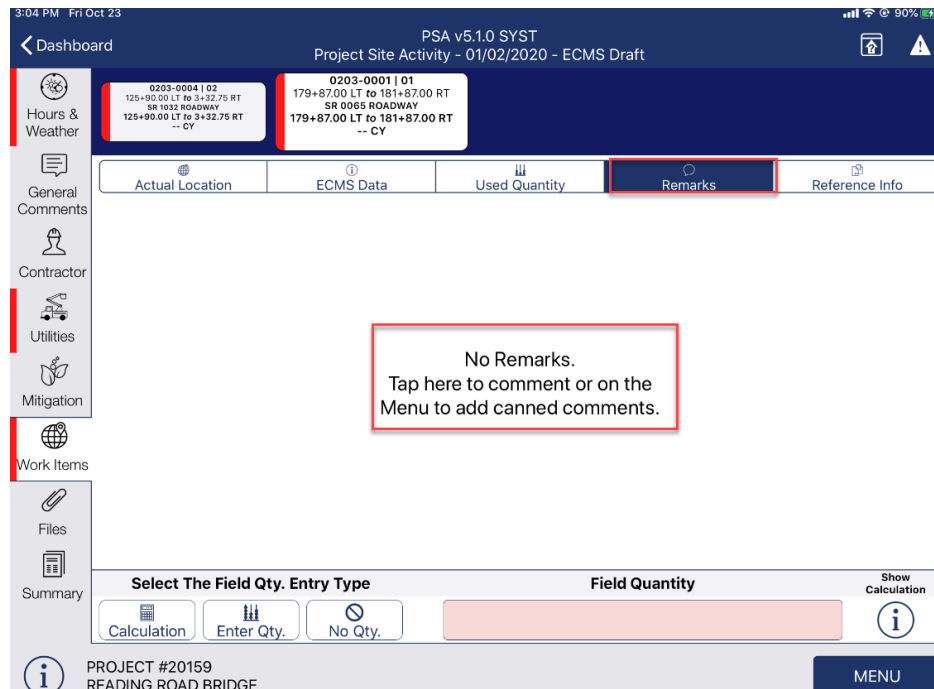 3:04 PM Fri Oct 23
90%
Dashboard
PSA v5.1.0 SYST
Project Site Activity - 01/02/2020 - ECMS Draft
Hours &
Weather
General
Comments
Contractor
Utilities
Mitigation
Work Items
Files
Summary
0203-0004 | 02
125+90.00 LT to 3+32.75 RT
SR 1032 ROADWAY
125+90.00 LT to 3+32.75 RT
-- CY
0203-0001 | 01
179+87.00 LT to 181+87.00 RT
SR 0065 ROADWAY
179+87.00 LT to 181+87.00 RT
-- CY
Actual Location
ECMS Data
Used Quantity
Remarks
Reference Info
No Remarks.
Tap here to comment or on the
Menu to add canned comments.
Select The Field Qty. Entry Type
Field Quantity
Show
Calculation
Calculation
Enter Qty.
No Qty.
i
i
PROJECT #20159
READING ROAD BRIDGE
MENU